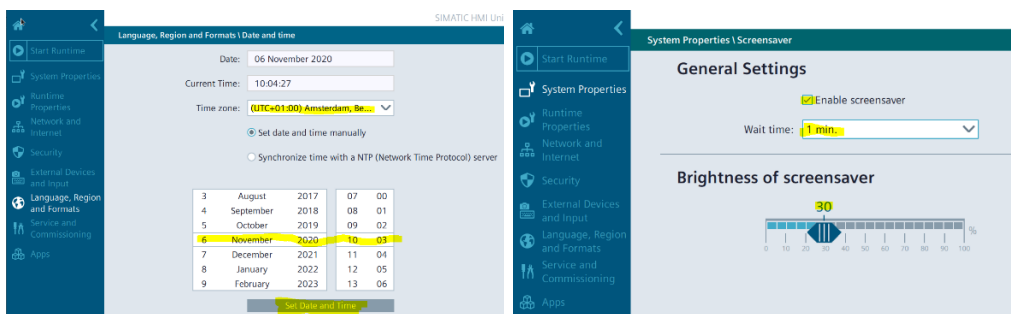 SIMATIC HMI Uni
Language, Region and Formats \ Date and time
Start Runtime
System Properties
Runtime
Properties
Network and
Internet
Security
External Devices
and Input
Language, Region
and Formats
Service and
Commissioning
Apps
Date: 06 November 2020
Current Time: 10:04:27
Time zone: (UTC+01:00) Amsterdam, Be...
Set date and time manually
Synchronize time with a NTP (Network Time Protocol) server
3 August 2017 07 00
4 September 2018 08 01
5 October 2019 09 02
6 November 2020 10 03
7 December 2021 11 04
8 January 2022 12 05
9 February 2023 13 06
Set Date and Time
System Properties \ Screensaver
Start Runtime
System Properties
Runtime
Properties
Network and
Internet
Security
External Devices
and Input
Language, Region
and Formats
Service and
Commissioning
Apps
General Settings
Enable screensaver
Wait time: 1 min.
Brightness of screensaver
30
%
0 10 20 30 40 50 60 70 80 90 100